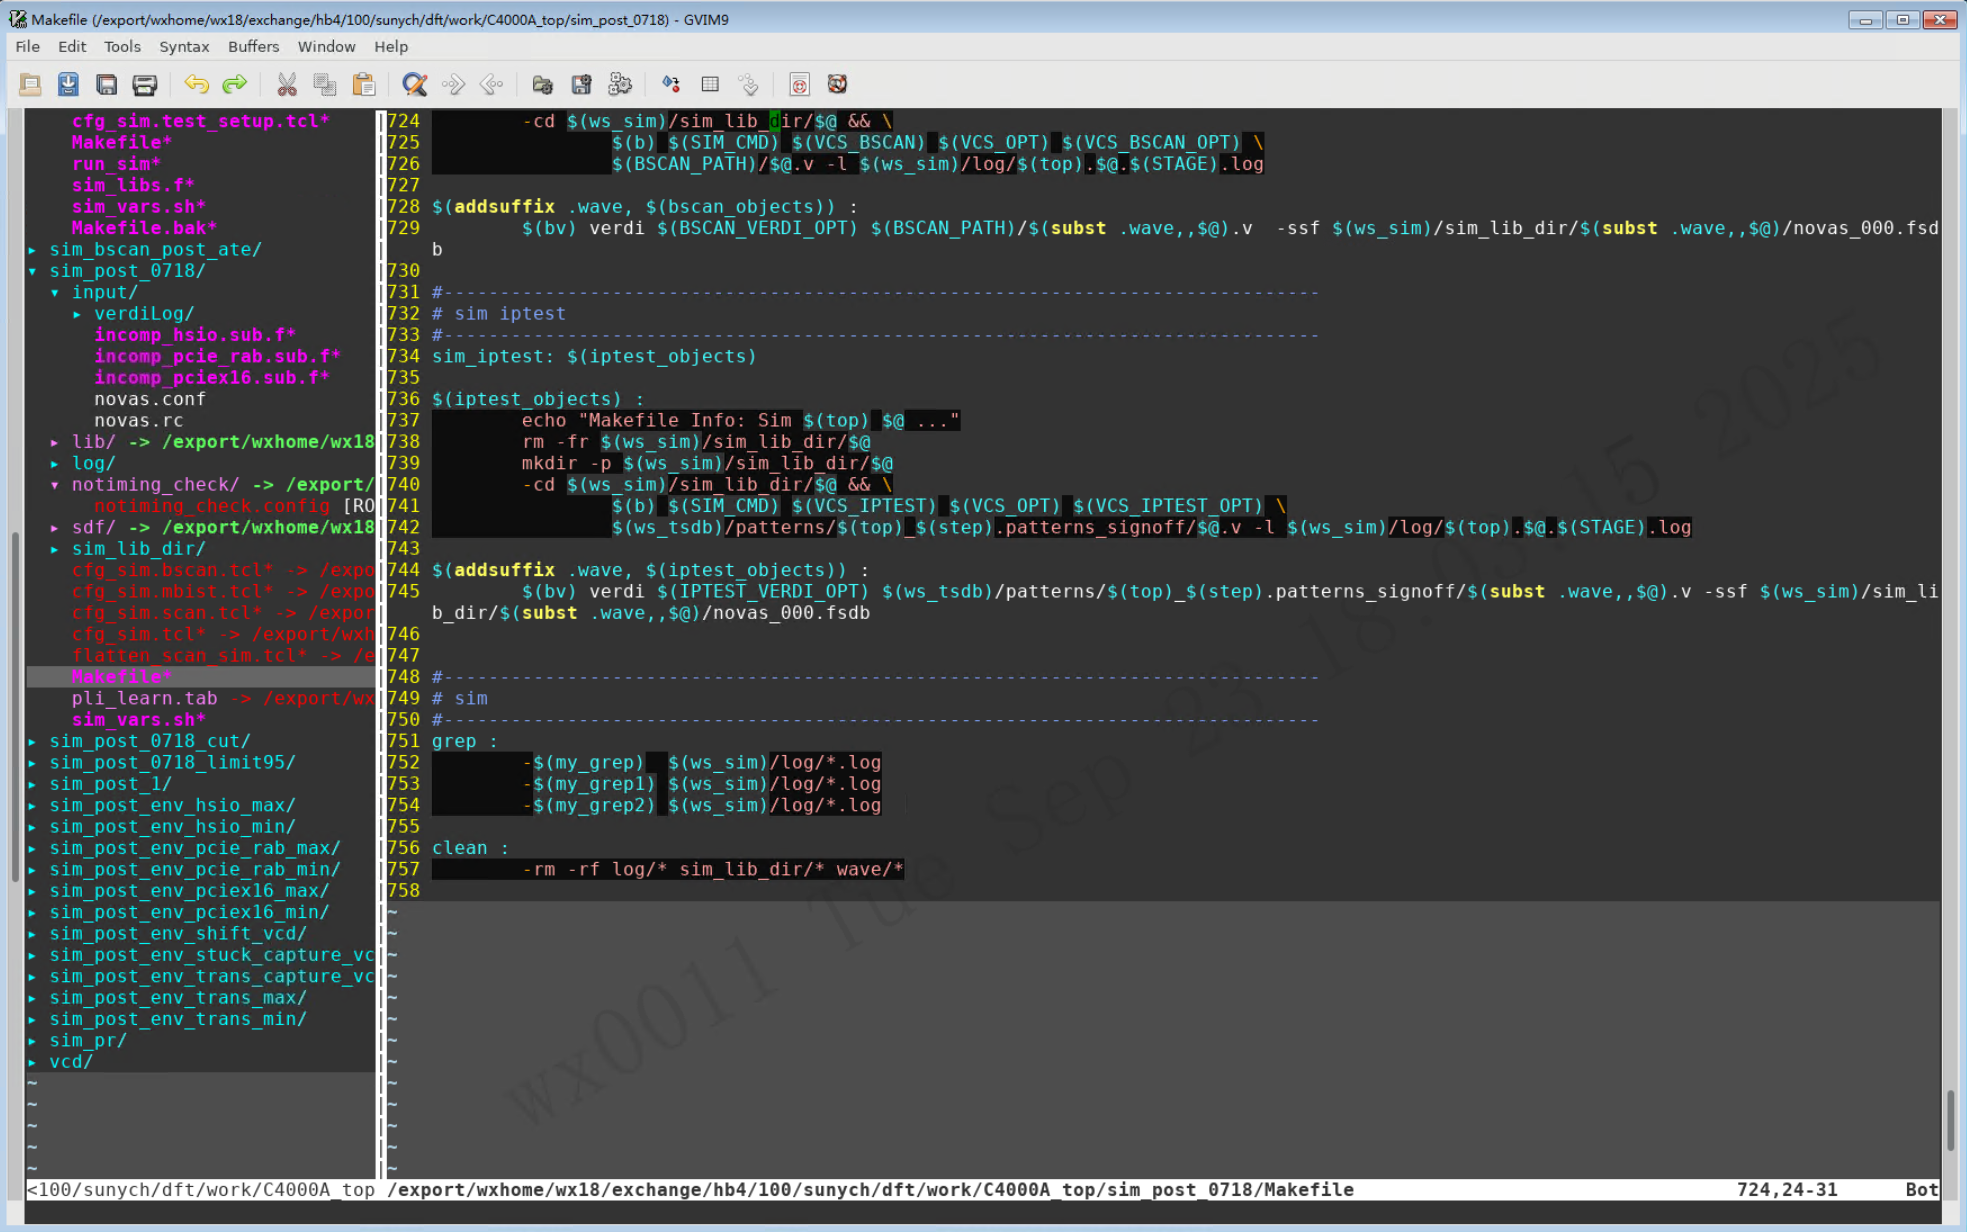 Makefile (/export/wxhome/wx18/exchange/hb4/100/sunych/dft/work/C4000A_top/sim_post_0718) - GVIM9
File Edit Tools Syntax Buffers Window Help
cfg_sim.test_setup.tcl*
Makefile*
run_sim*
sim_libs.f*
sim_vars.sh*
Makefile.bak*
▸ sim_bscan_post_ate/
▾ sim_post_0718/
▾ input/
▸ verdiLog/
incomp_hsio.sub.f*
incomp_pcie_rab.sub.f*
incomp_pciex16.sub.f*
novas.conf
novas.rc
▸ lib/ -> /export/wxhome/wx18
▸ log/
▾ notiming_check/ -> /export/
notiming_check.config [RO
▸ sdf/ -> /export/wxhome/wx18
▸ sim_lib_dir/
cfg_sim.bscan.tcl* -> /expo
cfg_sim.mbist.tcl* -> /expo
cfg_sim.scan.tcl* -> /expor
cfg_sim.tcl* -> /export/wxh
flatten_scan_sim.tcl* -> /e
Makefile*
pli_learn.tab -> /export/wx
sim_vars.sh*
▸ sim_post_0718_cut/
▸ sim_post_0718_limit95/
▸ sim_post_1/
▸ sim_post_env_hsio_max/
▸ sim_post_env_hsio_min/
▸ sim_post_env_pcie_rab_max/
▸ sim_post_env_pcie_rab_min/
▸ sim_post_env_pciex16_max/
▸ sim_post_env_pciex16_min/
▸ sim_post_env_shift_vcd/
▸ sim_post_env_stuck_capture_vc
▸ sim_post_env_trans_capture_vc
▸ sim_post_env_trans_max/
▸ sim_post_env_trans_min/
▸ sim_pr/
▸ vcd/
~
~
~
~
~
724 -cd $(ws_sim)/sim_lib_dir/$@ && \
725 $(b) $(SIM_CMD) $(VCS_BSCAN) $(VCS_OPT) $(VCS_BSCAN_OPT) \
726 $(BSCAN_PATH)/$@.v -l $(ws_sim)/log/$(top).$@.$(STAGE).log
727
728 $(addsuffix .wave, $(bscan_objects)) :
729 $(bv) verdi $(BSCAN_VERDI_OPT) $(BSCAN_PATH)/$(subst .wave,,$@).v  -ssf $(ws_sim)/sim_lib_dir/$(subst .wave,,$@)/novas_000.fsd
b
730
731 #------------------------------------------------------------------------------
732 # sim iptest
733 #------------------------------------------------------------------------------
734 sim_iptest: $(iptest_objects)
735
736 $(iptest_objects) :
737 echo "Makefile Info: Sim $(top) $@ ..."
738 rm -fr $(ws_sim)/sim_lib_dir/$@
739 mkdir -p $(ws_sim)/sim_lib_dir/$@
740 -cd $(ws_sim)/sim_lib_dir/$@ && \
741 $(b) $(SIM_CMD) $(VCS_IPTEST) $(VCS_OPT) $(VCS_IPTEST_OPT) \
742 $(ws_tsdb)/patterns/$(top)_$(step).patterns_signoff/$@.v -l $(ws_sim)/log/$(top).$@.$(STAGE).log
743
744 $(addsuffix .wave, $(iptest_objects)) :
745 $(bv) verdi $(IPTEST_VERDI_OPT) $(ws_tsdb)/patterns/$(top)_$(step).patterns_signoff/$(subst .wave,,$@).v -ssf $(ws_sim)/sim_li
b_dir/$(subst .wave,,$@)/novas_000.fsdb
746
747
748 #------------------------------------------------------------------------------
749 # sim
750 #------------------------------------------------------------------------------
751 grep :
752 -$(my_grep)  $(ws_sim)/log/*.log
753 -$(my_grep1) $(ws_sim)/log/*.log
754 -$(my_grep2) $(ws_sim)/log/*.log
755
756 clean :
757 -rm -rf log/* sim_lib_dir/* wave/*
758
~
~
~
~
~
~
~
~
~
~
~
~
~
<100/sunych/dft/work/C4000A_top /export/wxhome/wx18/exchange/hb4/100/sunych/dft/work/C4000A_top/sim_post_0718/Makefile 724,24-31 Bot
wx0011 Tue Sep 23 18:03:15 2025